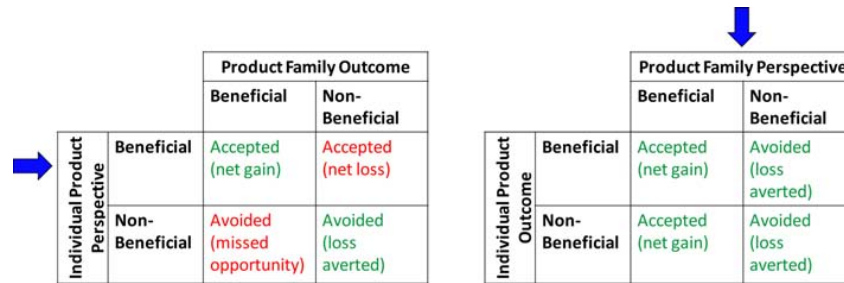 Product Family Outcome
Beneficial
Non-
Beneficial
Individual Product
Perspective
Beneficial
Accepted
(net gain)
Accepted
(net loss)
Non-
Beneficial
Avoided
(missed
opportunity)
Avoided
(loss
averted)
Product Family Perspective
Beneficial
Non-
Beneficial
Individual Product
Outcome
Beneficial
Accepted
(net gain)
Avoided
(loss
averted)
Non-
Beneficial
Accepted
(net gain)
Avoided
(loss
averted)